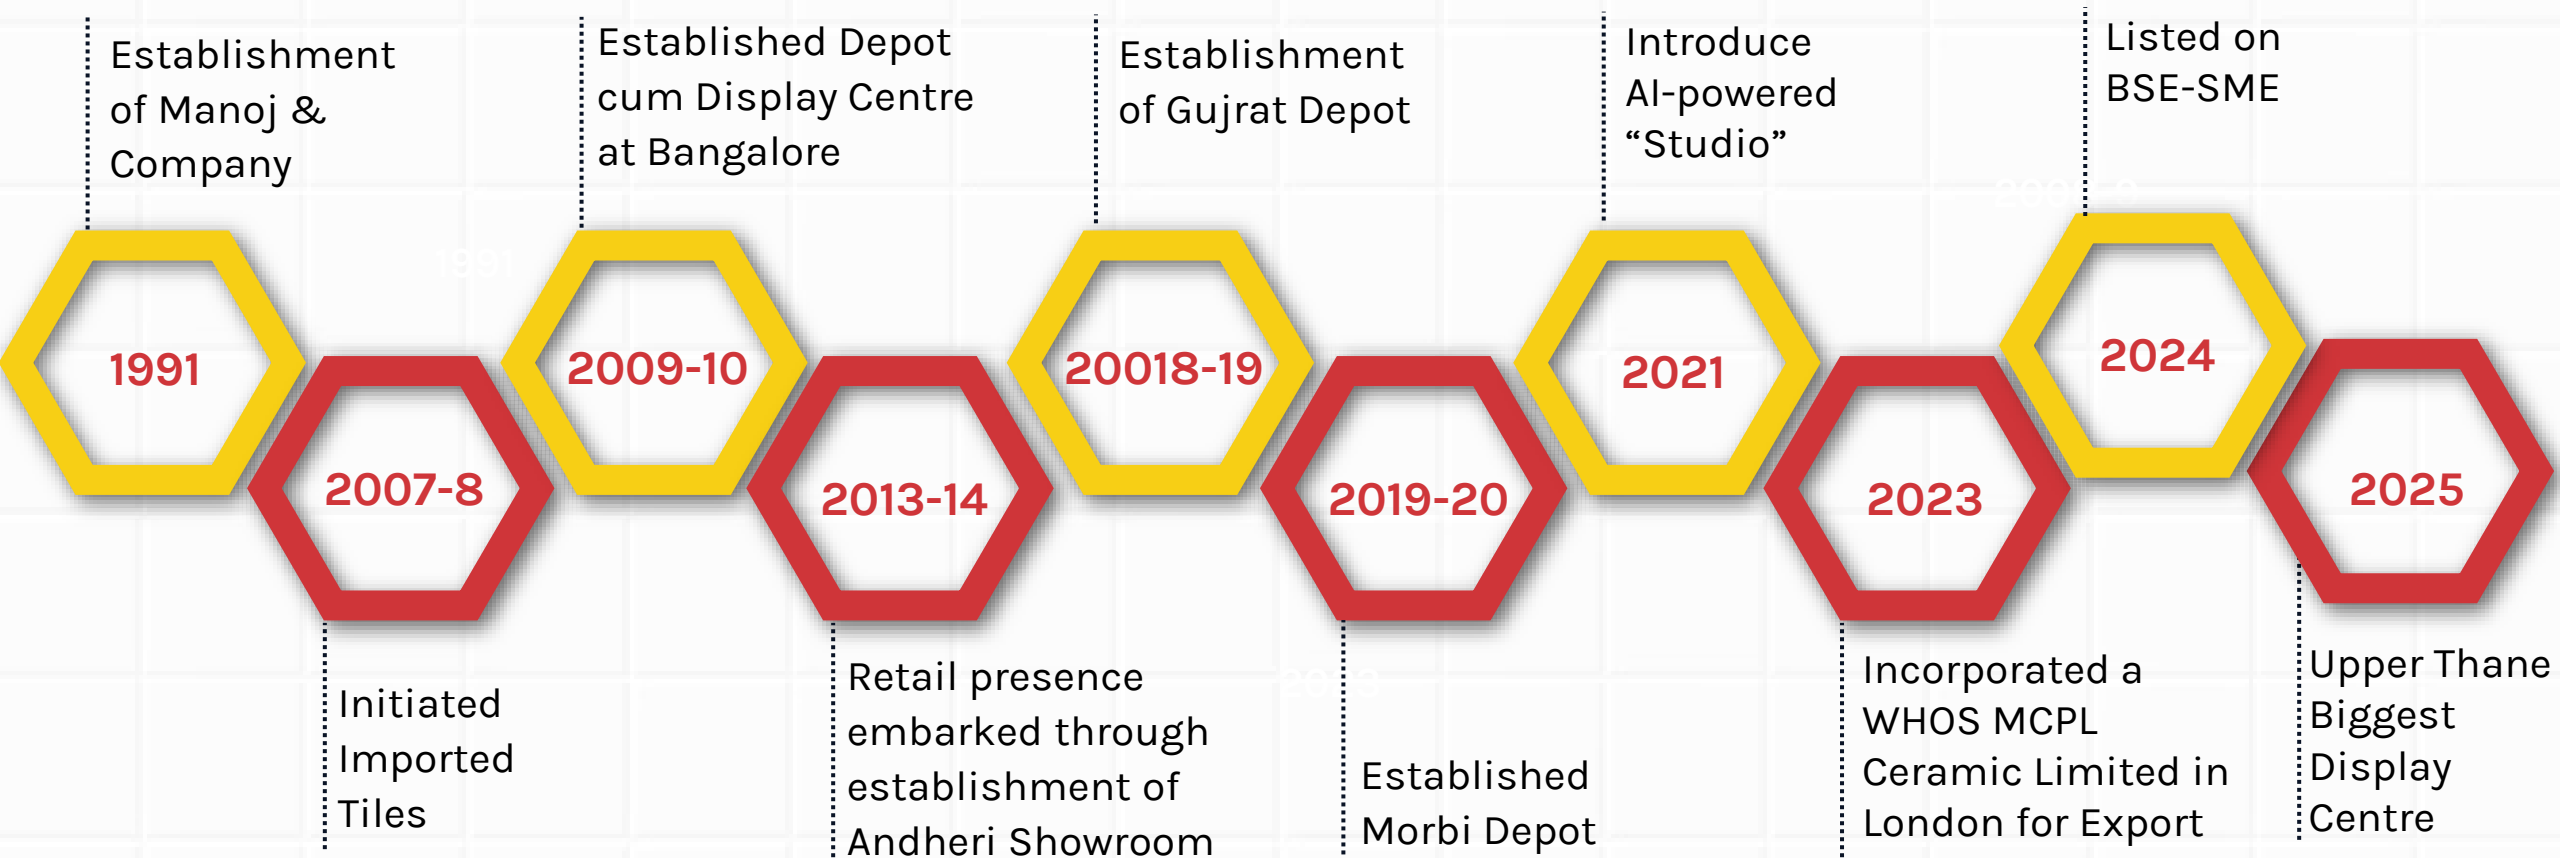 Establishment
of Manoj &
Company
Established Depot
cum Display Centre
at Bangalore
Establishment
of Gujrat Depot
Introduce
AI-powered
“Studio”
Listed on
BSE-SME
1991
2007-8
2009-10
2013-14
20018-19
2019-20
2021
2023
2024
2025
Initiated
Imported
Tiles
Retail presence
embarked through
establishment of
Andheri Showroom
Established
Morbi Depot
Incorporated a
WHOS MCPL
Ceramic Limited in
London for Export
Upper Thane
Biggest
Display
Centre
1991